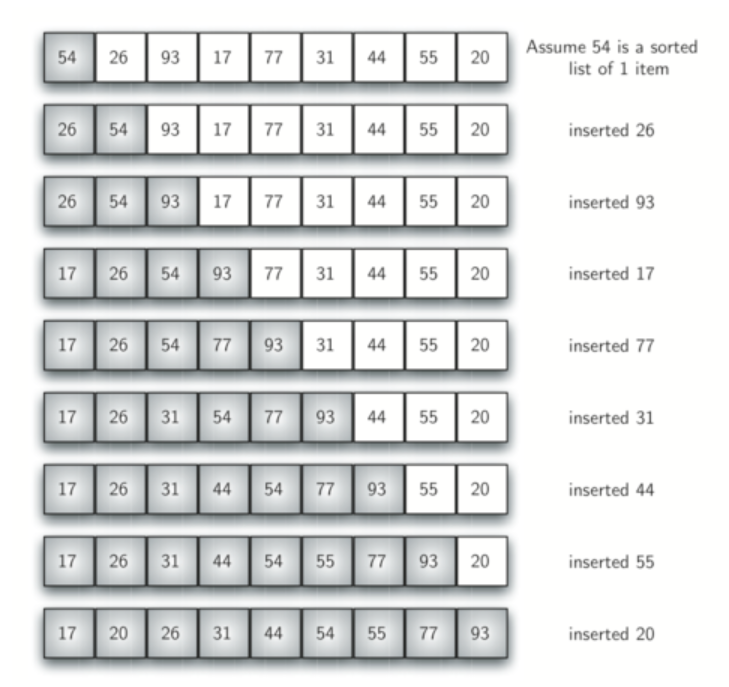 54 26 93 17 77 31 44 55 20 Assume 54 is a sorted
list of 1 item
26 54 93 17 77 31 44 55 20 inserted 26
26 54 93 17 77 31 44 55 20 inserted 93
17 26 54 93 77 31 44 55 20 inserted 17
17 26 54 77 93 31 44 55 20 inserted 77
17 26 31 54 77 93 44 55 20 inserted 31
17 26 31 44 54 77 93 55 20 inserted 44
17 26 31 44 54 55 77 93 20 inserted 55
17 20 26 31 44 54 55 77 93 inserted 20